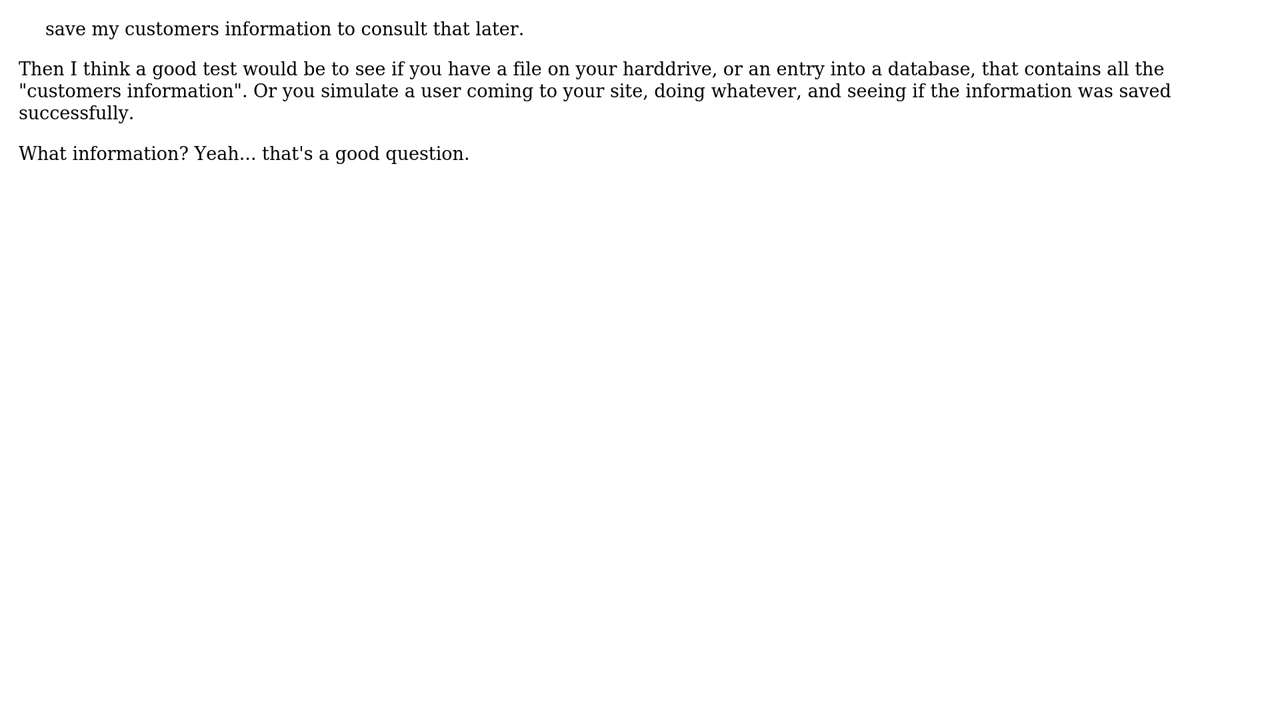 save my customers information to consult that later.
Then I think a good test would be to see if you have a file on your harddrive, or an entry into a database, that contains all the
"customers information". Or you simulate a user coming to your site, doing whatever, and seeing if the information was saved
successfully.
What information? Yeah... that's a good question.